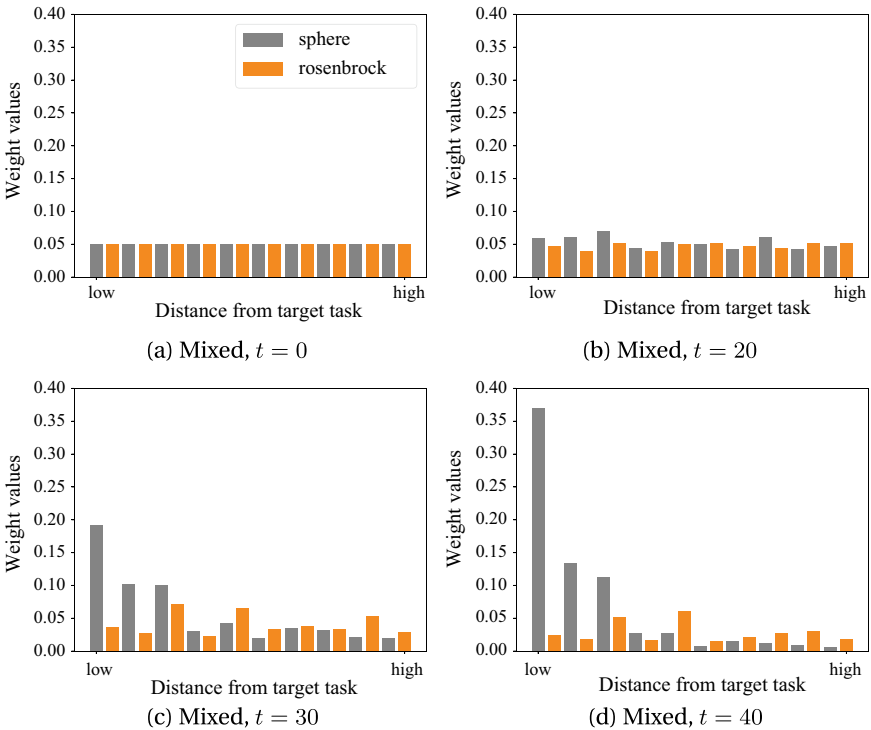 0.40
0.35
0.30
0.25
0.20
0.15
0.10
0.05
0.00
Weight values
sphere
rosenbrock
low
high
Distance from target task
(a) Mixed, t = 0
0.40
0.35
0.30
0.25
0.20
0.15
0.10
0.05
0.00
Weight values
low
high
Distance from target task
(b) Mixed, t = 20
0.40
0.35
0.30
0.25
0.20
0.15
0.10
0.05
0.00
Weight values
low
high
Distance from target task
(c) Mixed, t = 30
0.40
0.35
0.30
0.25
0.20
0.15
0.10
0.05
0.00
Weight values
low
high
Distance from target task
(d) Mixed, t = 40